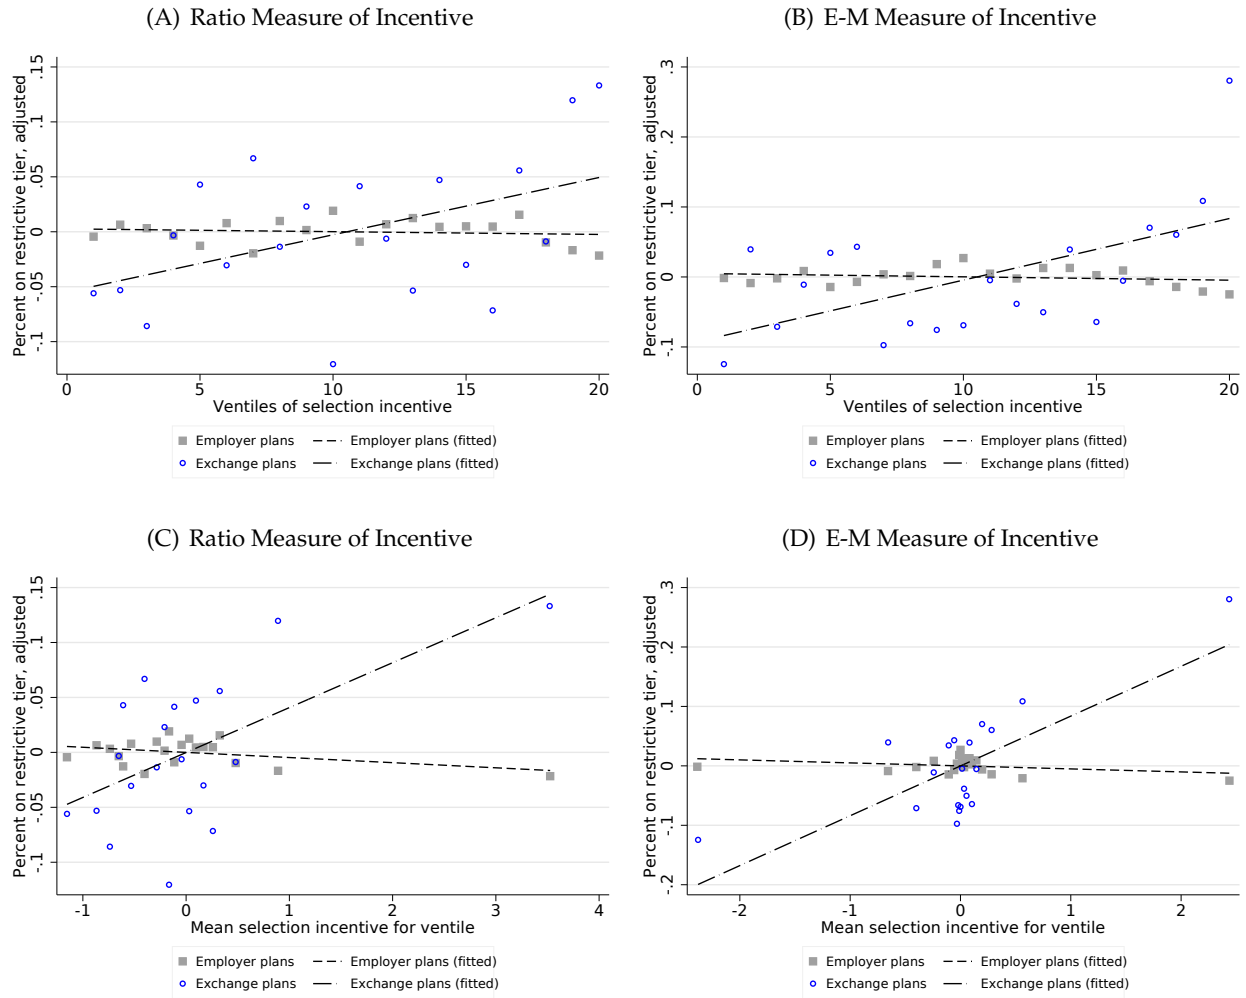 (A) Ratio Measure of Incentive
Percent on restrictive tier, adjusted
.15
.1
.05
0
-.05
-.1
0 5 10 15 20
Ventiles of selection incentive
Employer plans Employer plans (fitted)
Exchange plans Exchange plans (fitted)
(B) E-M Measure of Incentive
Percent on restrictive tier, adjusted
.3
.2
.1
0
-.1
0 5 10 15 20
Ventiles of selection incentive
Employer plans Employer plans (fitted)
Exchange plans Exchange plans (fitted)
(C) Ratio Measure of Incentive
Percent on restrictive tier, adjusted
.15
.1
.05
0
-.05
-.1
-1 0 1 2 3 4
Mean selection incentive for ventile
Employer plans Employer plans (fitted)
Exchange plans Exchange plans (fitted)
(D) E-M Measure of Incentive
Percent on restrictive tier, adjusted
.3
.2
.1
0
-.1
-.2
-2 -1 0 1 2
Mean selection incentive for ventile
Employer plans Employer plans (fitted)
Exchange plans Exchange plans (fitted)